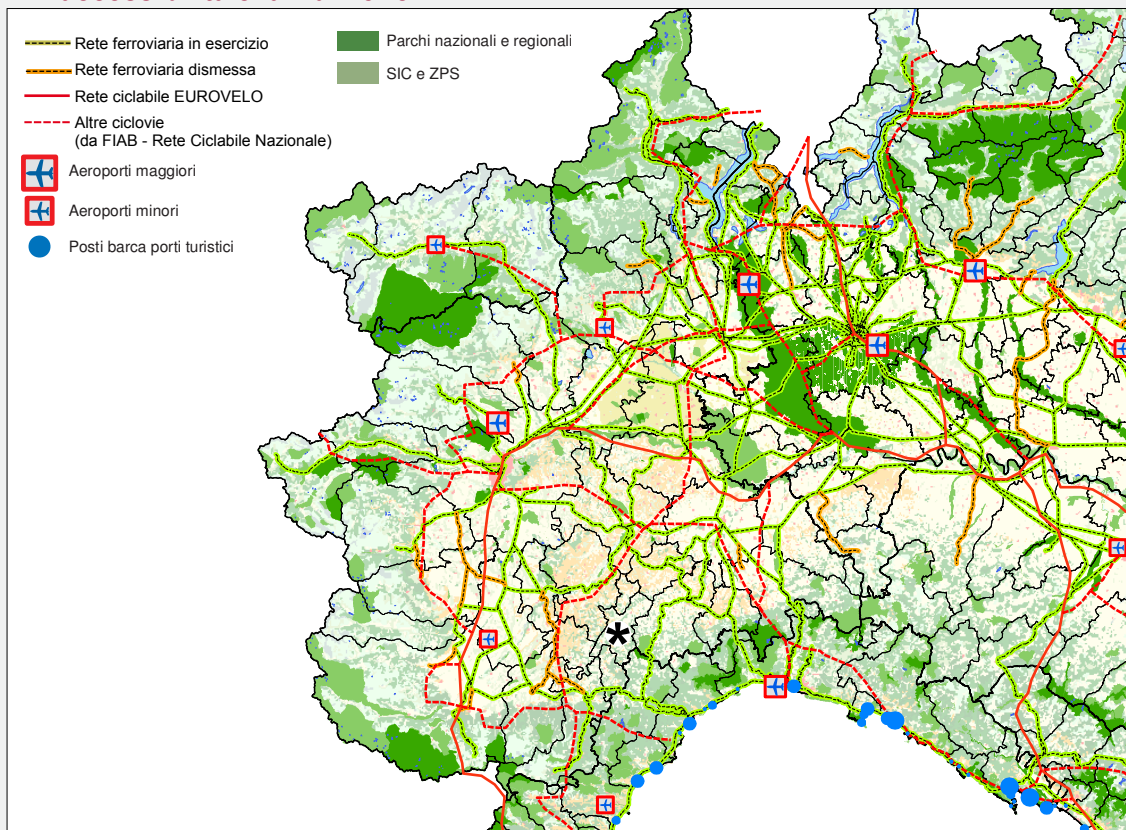 Rete ferroviaria in esercizio
Rete ferroviaria dismessa
Rete ciclabile EUROVELO
Altre ciclovie
(da FIAB - Rete Ciclabile Nazionale)
Aeroporti maggiori
Aeroporti minori
Posti barca porti turistici
Parchi nazionali e regionali
SIC e ZPS
*